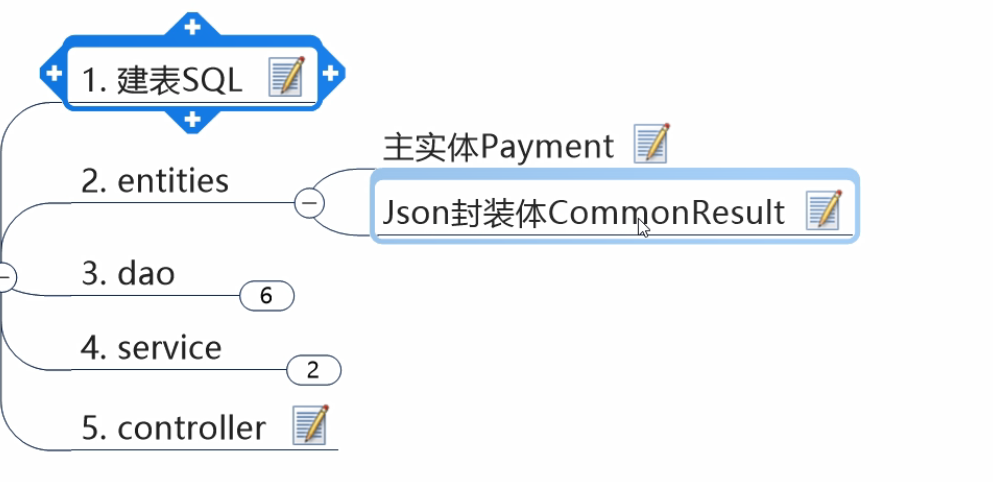 1. 建表SQL
主实体Payment
2. entities
Json封装体CommonResult
3. dao
6
4. service
2
5. controller